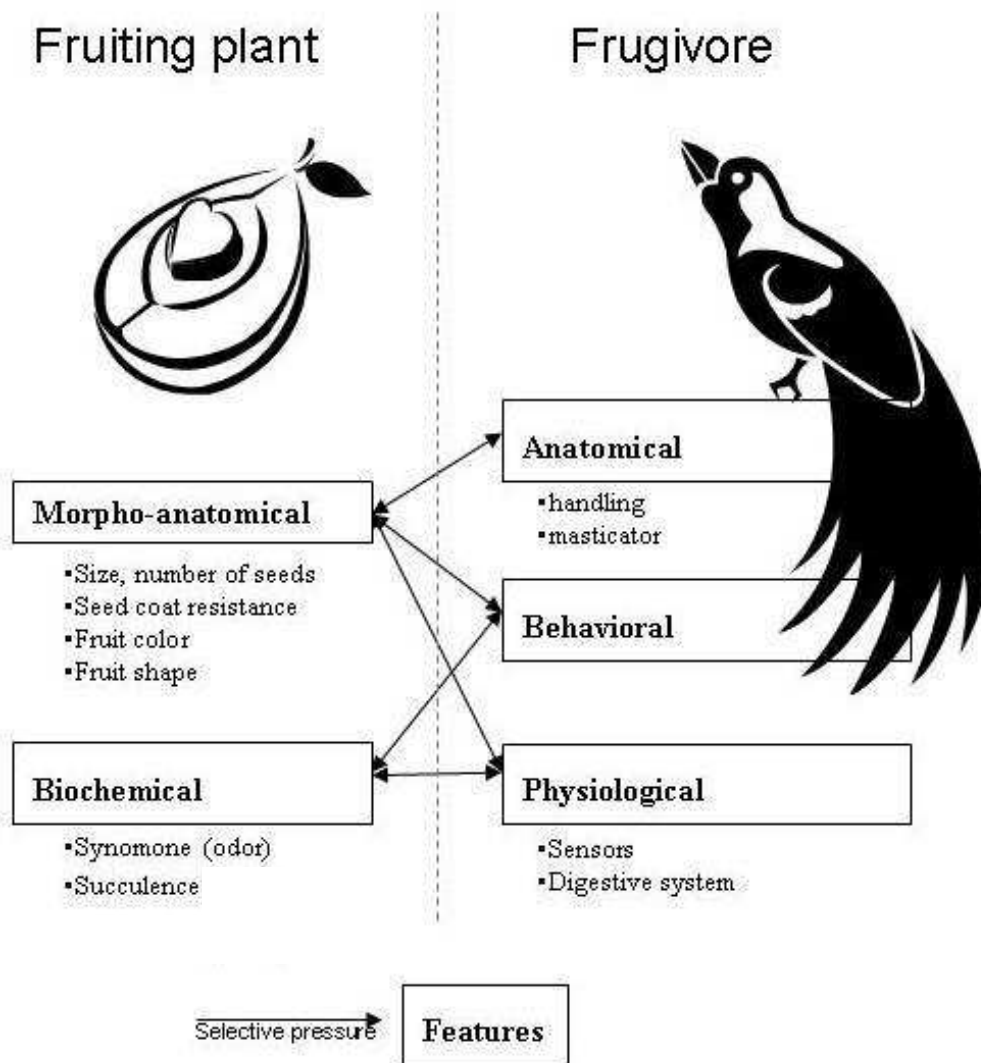 Fruiting plant
Frugivore
Morpho-anatomical
▪Size, number of seeds
▪Seed coat resistance
▪Fruit color
▪Fruit shape
Biochemical
▪Synomone (odor)
▪Succulence
Anatomical
▪handling
▪masticator
Behavioral
Physiological
▪Sensors
▪Digestive system
Selective pressure
Features